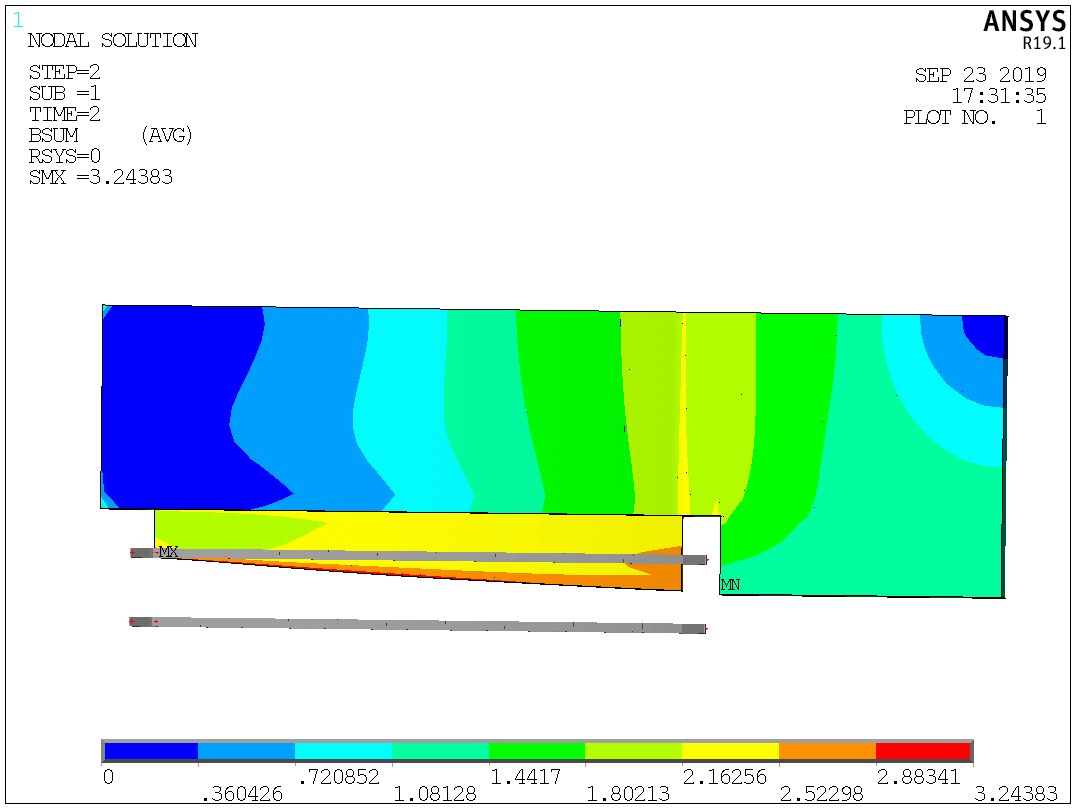 1
NODAL SOLUTION
STEP=2
SUB =1
TIME=2
BSUM (AVG)
RSYS=0
SMX =3.24383
ANSYS
R19.1
SEP 23 2019
17:31:35
PLOT NO. 1
MX
MN
0 .720852 1.44417 2.16256 2.88341
.360426 1.08128 1.80213 2.52298 3.24383